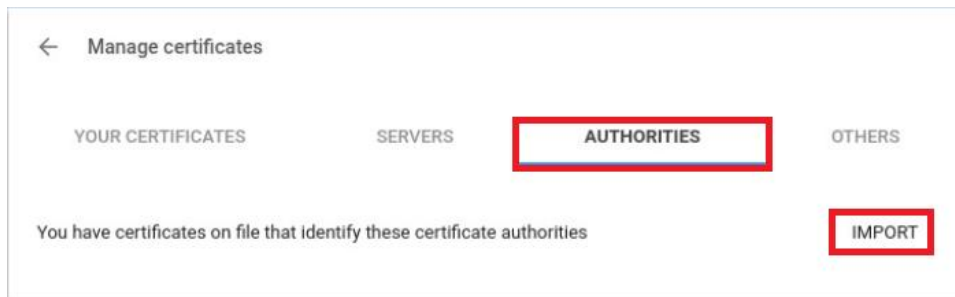 Manage certificates
YOUR CERTIFICATES SERVERS AUTHORITIES OTHERS
You have certificates on file that identify these certificate authorities IMPORT